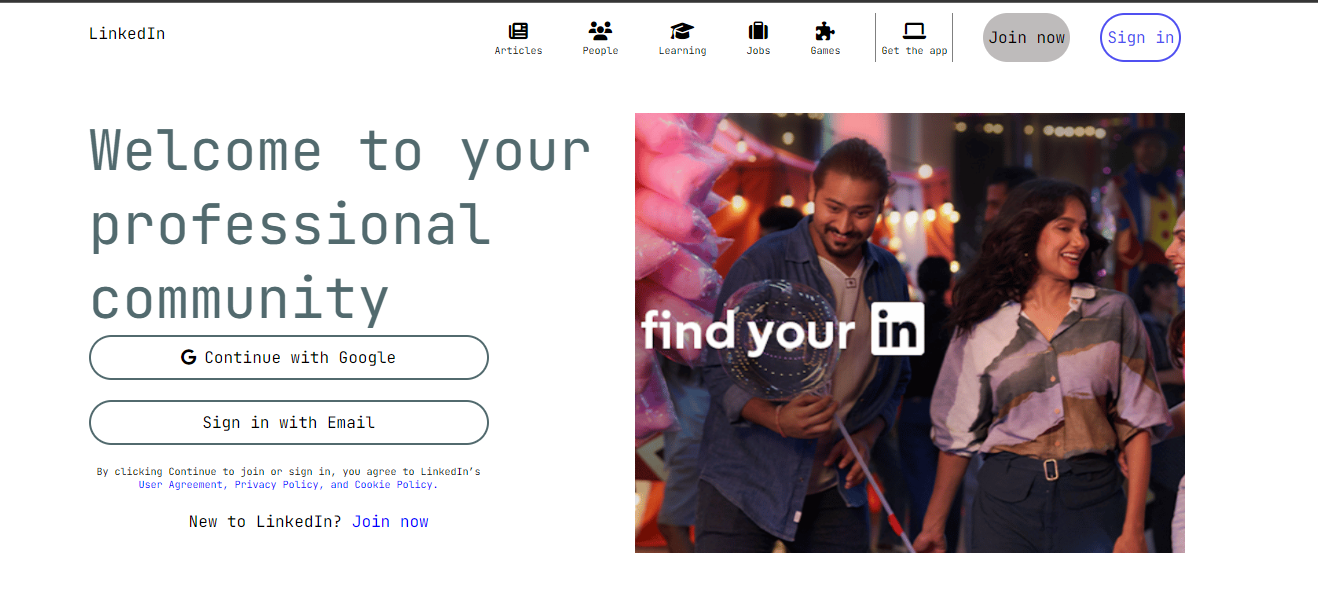 LinkedIn
Articles
People
Learning
Jobs
Games
Get the app
Join now
Sign in
Welcome to your
professional
community
Continue with Google
Sign in with Email
By clicking Continue to join or sign in, you agree to LinkedIn’s
User Agreement, Privacy Policy, and Cookie Policy.
New to LinkedIn? Join now
find your in